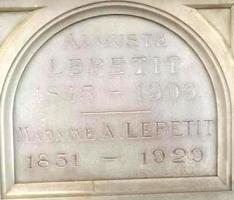 AUGUSTE
LEPETIT
MADAME A. LEPETIT
1851 - 1929